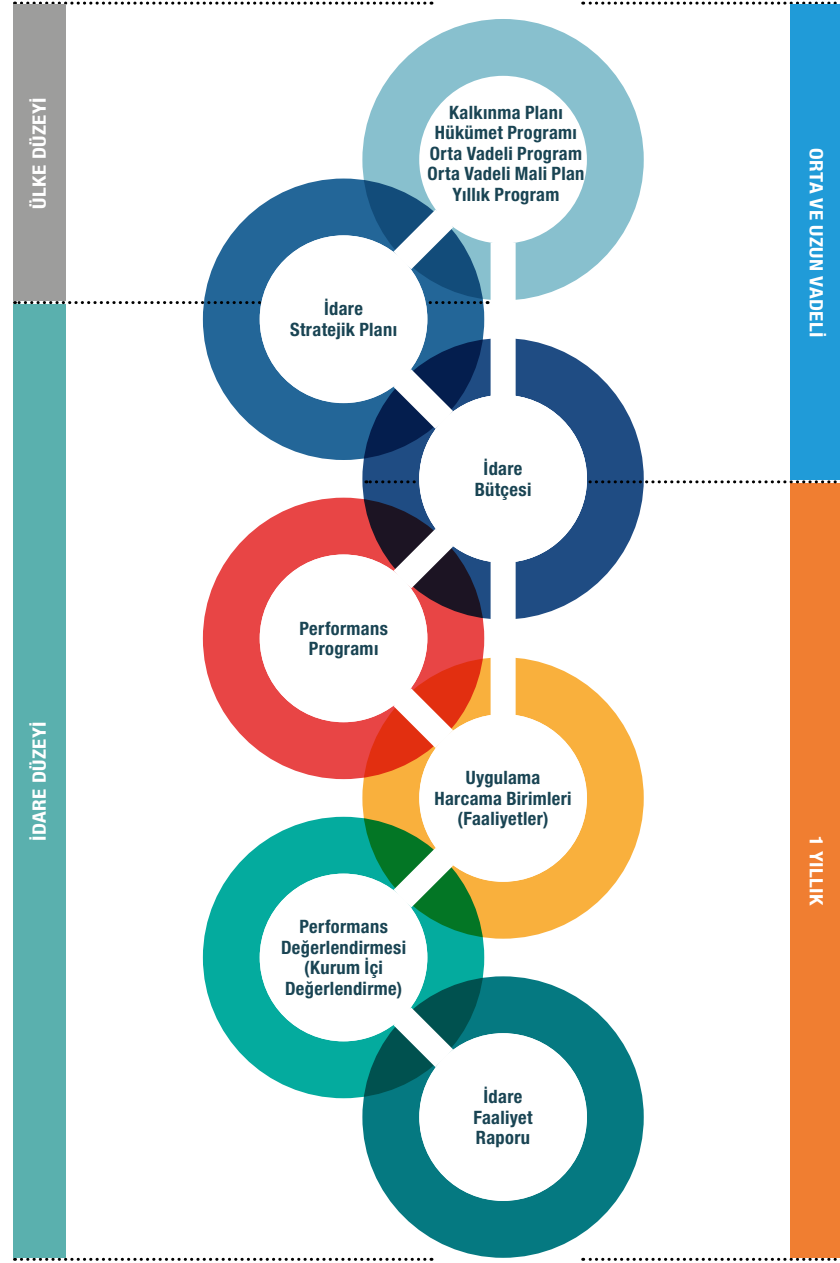 ÜLKE DÜZEYİ
ORTA VE UZUN VADELİ
Kalkınma Planı
Hükümet Programı
Orta Vadeli Program
Orta Vadeli Mali Plan
Yıllık Program
İdare
Stratejik Planı
İdare
Bütçesi
İDARE DÜZEYİ
1 YILLIK
Performans
Programı
Uygulama
Harcama Birimleri
(Faaliyetler)
Performans
Değerlendirmesi
(Kurum İçi
Değerlendirme)
İdare
Faaliyet
Raporu